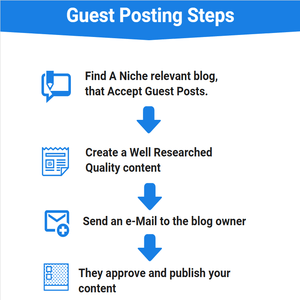 Guest Posting Steps
Find A Niche relevant blog,
that Accept Guest Posts.
Create a Well Researched
Quality content
Send an e-Mail to the blog owner
They approve and publish your
content